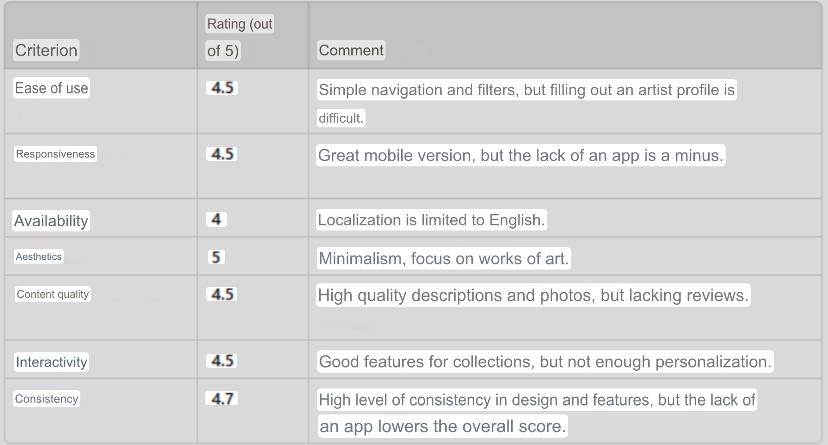 Criterion
Rating (out
of 5)
Comment
Ease of use
4.5
Simple navigation and filters, but filling out an artist profile is
difficult.
Responsiveness
4.5
Great mobile version, but the lack of an app is a minus.
Availability
4
Localization is limited to English.
Aesthetics
5
Minimalism, focus on works of art.
Content quality
4.5
High quality descriptions and photos, but lacking reviews.
Interactivity
4.5
Good features for collections, but not enough personalization.
Consistency
4.7
High level of consistency in design and features, but the lack of
an app lowers the overall score.